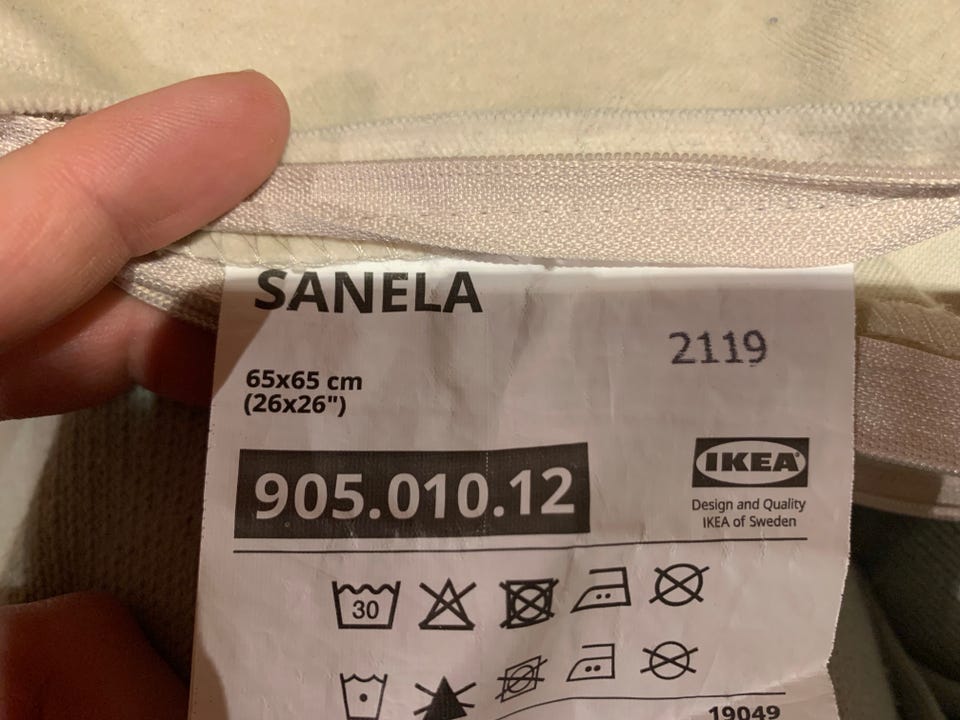 SANELA
2119
65x65 cm
(26x26")
905.010.12
IKEA
Design and Quality
IKEA of Sweden
30
19049